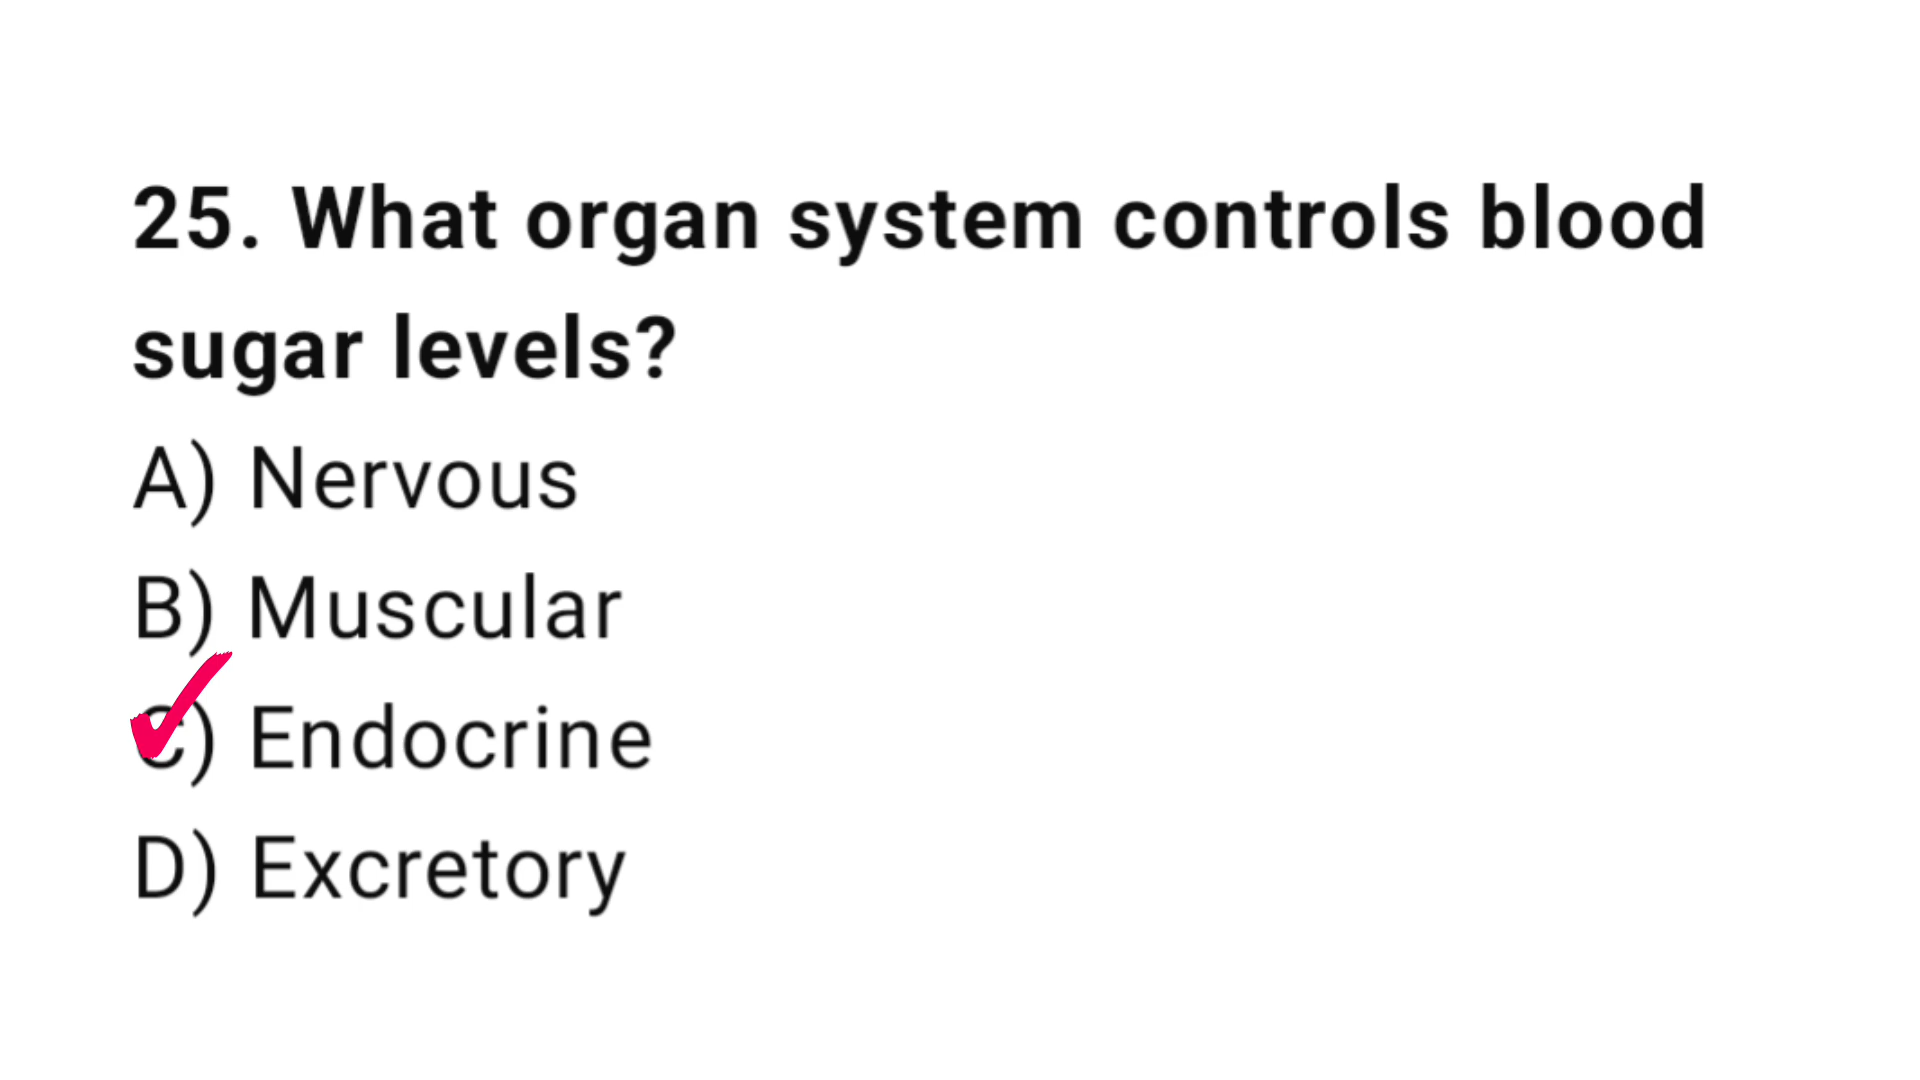 25. What organ system controls blood
sugar levels?
A) Nervous
B) Muscular
C) Endocrine
D) Excretory